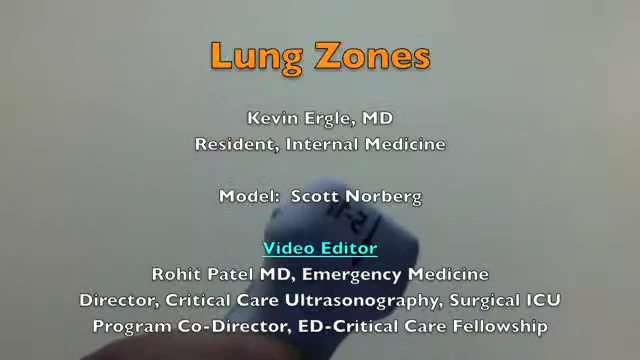 Lung Zones
Kevin Ergle, MD
Resident, Internal Medicine
Model: Scott Norberg
Video Editor
Rohit Patel MD, Emergency Medicine
Director, Critical Care Ultrasonography, Surgical ICU
Program Co-Director, ED-Critical Care Fellowship